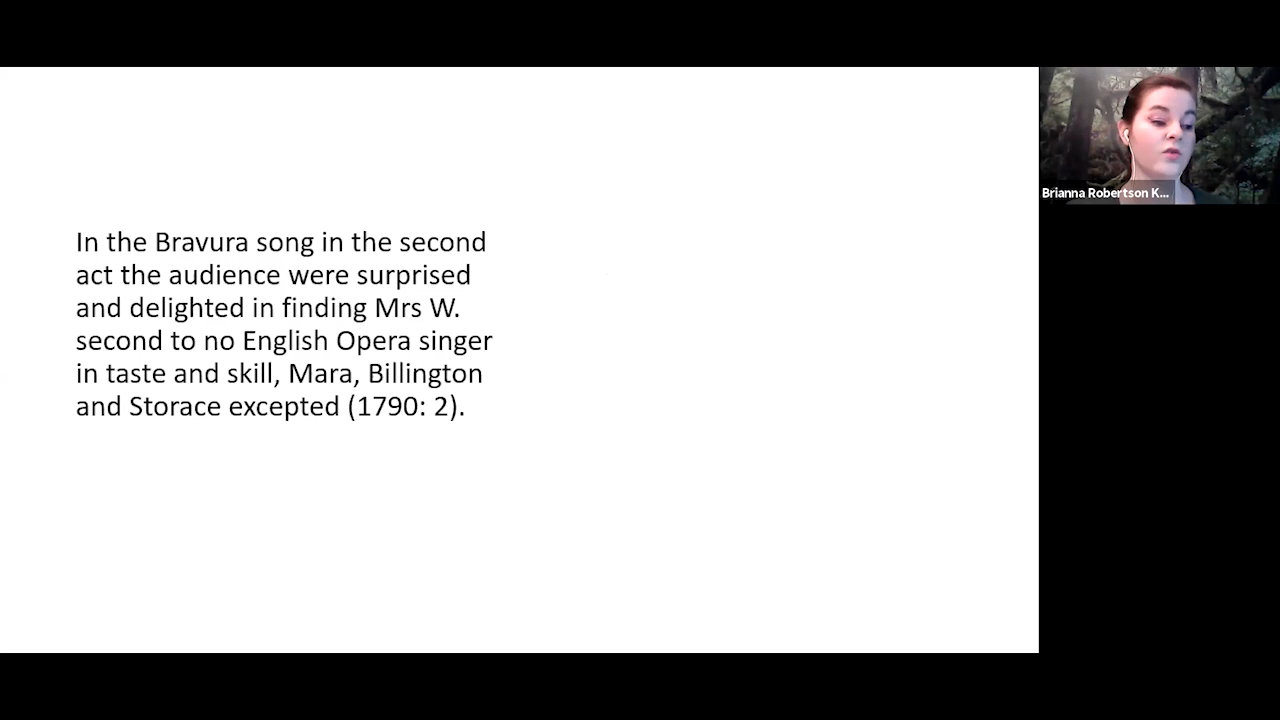 In the Bravura song in the second
act the audience were surprised
and delighted in finding Mrs W.
second to no English Opera singer
in taste and skill, Mara, Billington
and Storace excepted (1790: 2).
Brianna Robertson K...